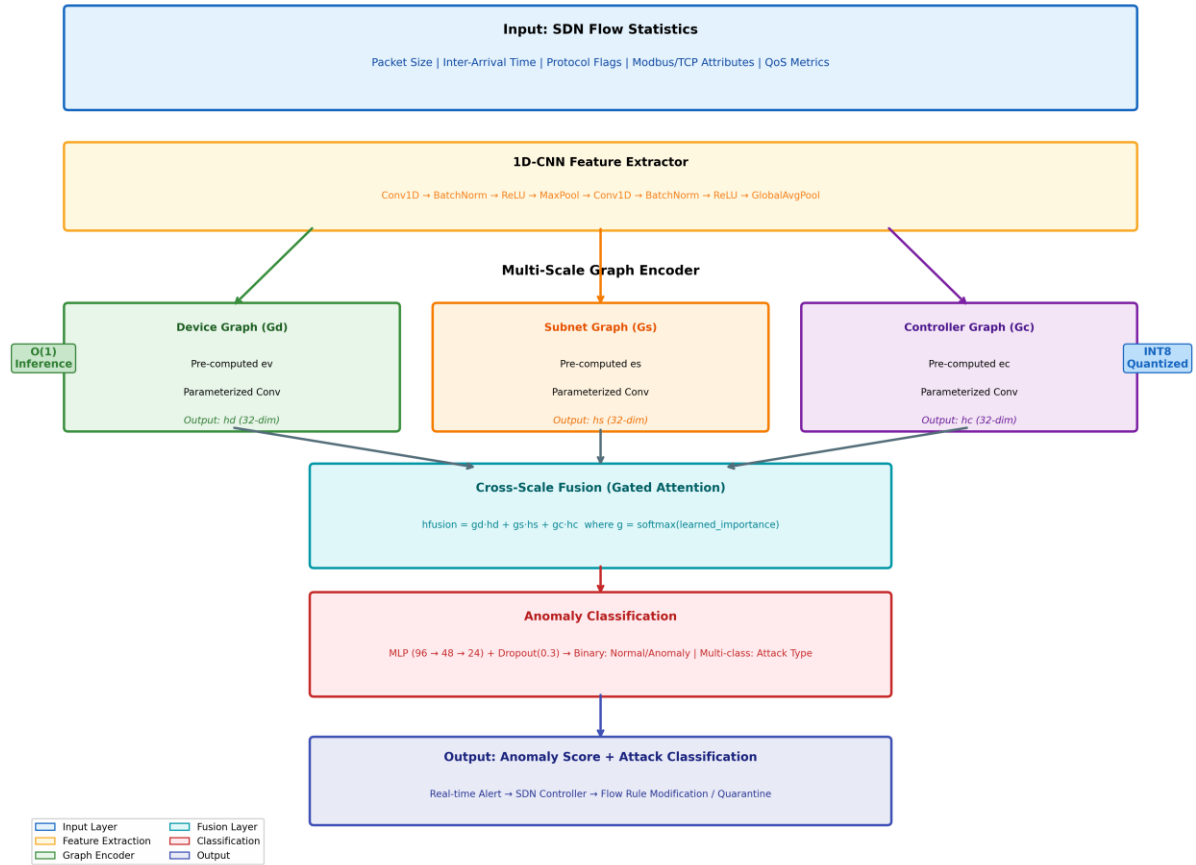 Input: SDN Flow Statistics
Packet Size | Inter-Arrival Time | Protocol Flags | Modbus/TCP Attributes | QoS Metrics
1D-CNN Feature Extractor
Conv1D → BatchNorm → ReLU → MaxPool → Conv1D → BatchNorm → ReLU → GlobalAvgPool
Multi-Scale Graph Encoder
O(1)
Inference
Device Graph (Gd)
Pre-computed ev
Parameterized Conv
Output: hd (32-dim)
Subnet Graph (Gs)
Pre-computed es
Parameterized Conv
Output: hs (32-dim)
Controller Graph (Gc)
Pre-computed ec
Parameterized Conv
Output: hc (32-dim)
INT8
Quantized
Cross-Scale Fusion (Gated Attention)
hfusion = gd·hd + gs·hs + gc·hc where g = softmax(learned_importance)
Anomaly Classification
MLP (96 → 48 → 24) + Dropout(0.3) → Binary: Normal/Anomaly | Multi-class: Attack Type
Output: Anomaly Score + Attack Classification
Real-time Alert → SDN Controller → Flow Rule Modification / Quarantine
Input Layer
Feature Extraction
Graph Encoder
Fusion Layer
Classification
Output